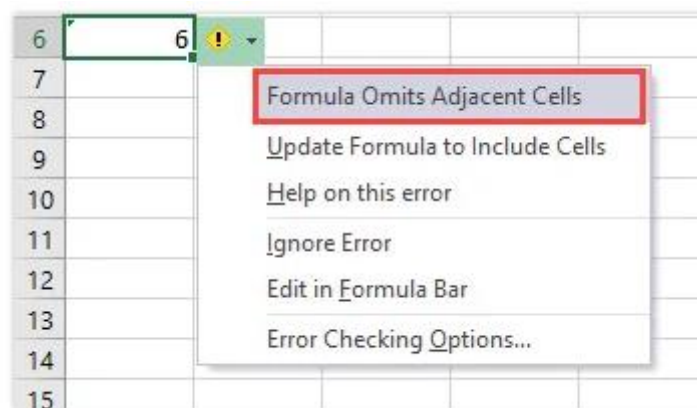 6 6
7
Formula Omits Adjacent Cells
8
Update Formula to Include Cells
9
10
Help on this error
11
Ignore Error
12
Edit in Formula Bar
13
Error Checking Options...
14
15